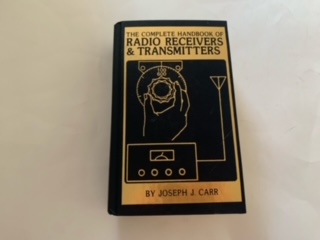 THE COMPLETE HANDBOOK OF
RADIO RECEIVERS
& TRANSMITTERS
BY JOSEPH J. CARR